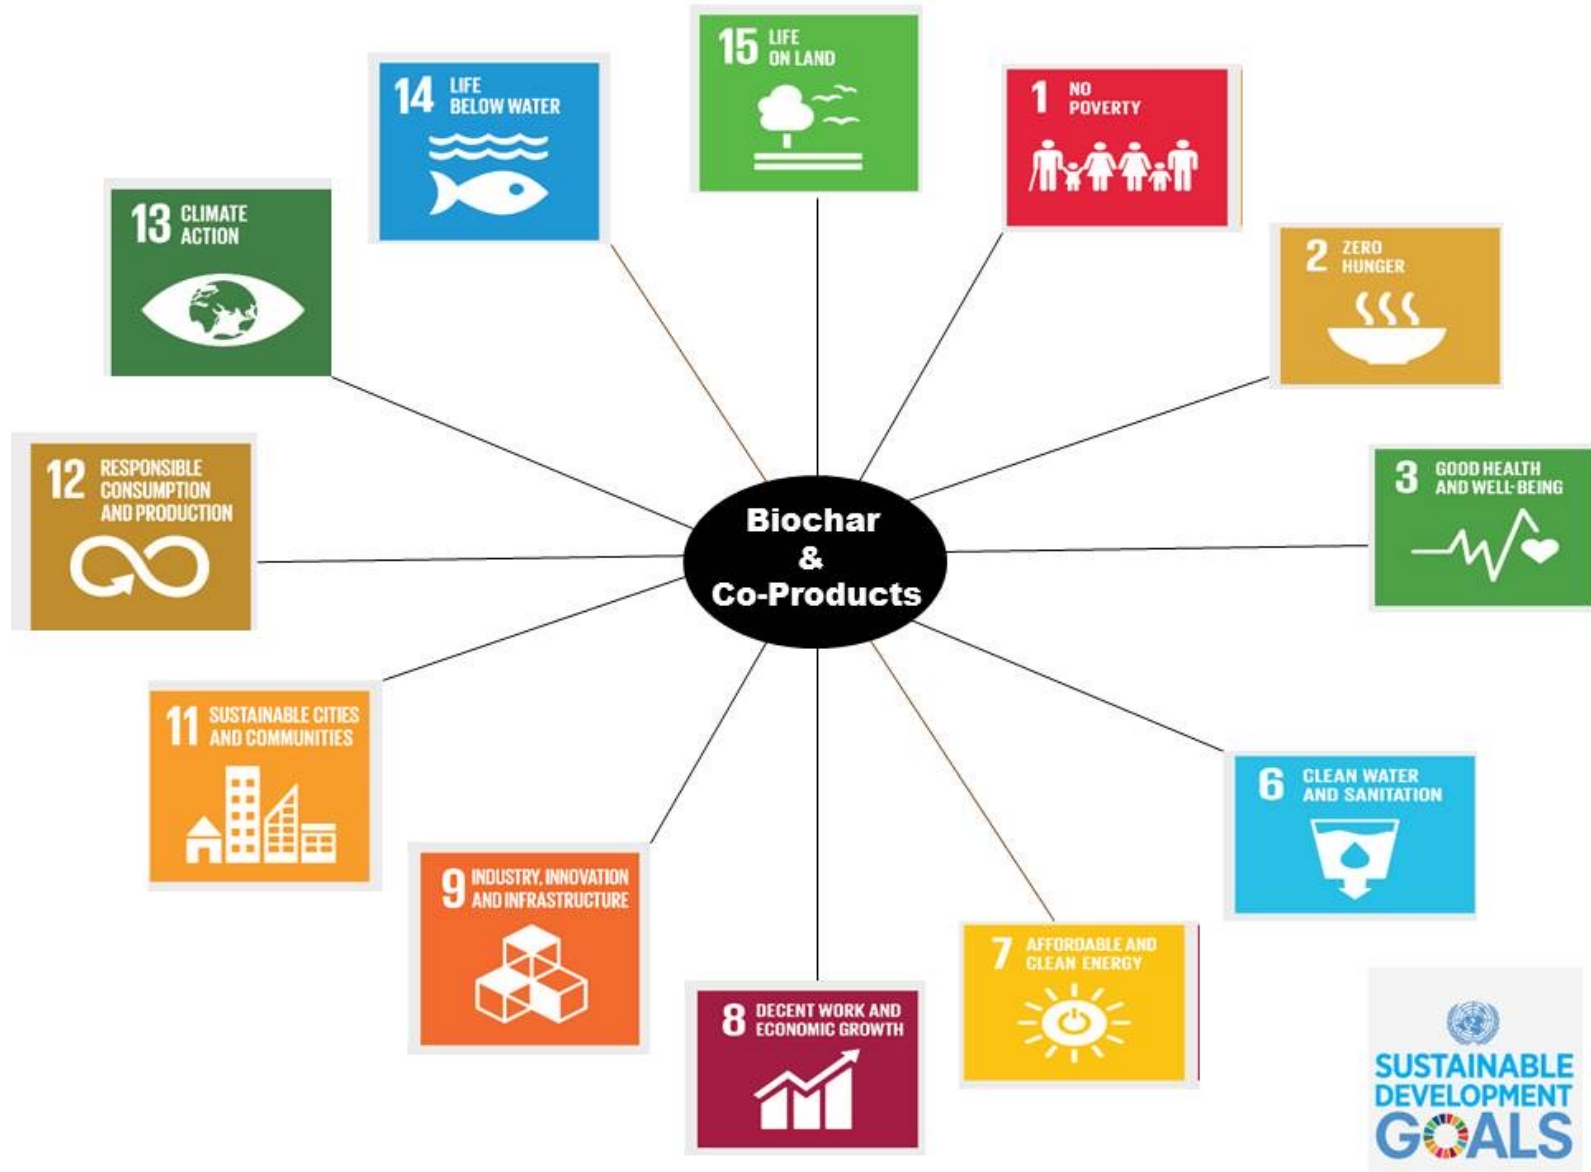 15 LIFE
ON LAND
14 LIFE
BELOW WATER
1 NO
POVERTY
13 CLIMATE
ACTION
2 ZERO
HUNGER
12 RESPONSIBLE
CONSUMPTION
AND PRODUCTION
3 GOOD HEALTH
AND WELL-BEING
Biochar
&
Co-Products
11 SUSTAINABLE CITIES
AND COMMUNITIES
6 CLEAN WATER
AND SANITATION
9 INDUSTRY, INNOVATION
AND INFRASTRUCTURE
7 AFFORDABLE AND
CLEAN ENERGY
8 DECENT WORK AND
ECONOMIC GROWTH
SUSTAINABLE
DEVELOPMENT
GOALS